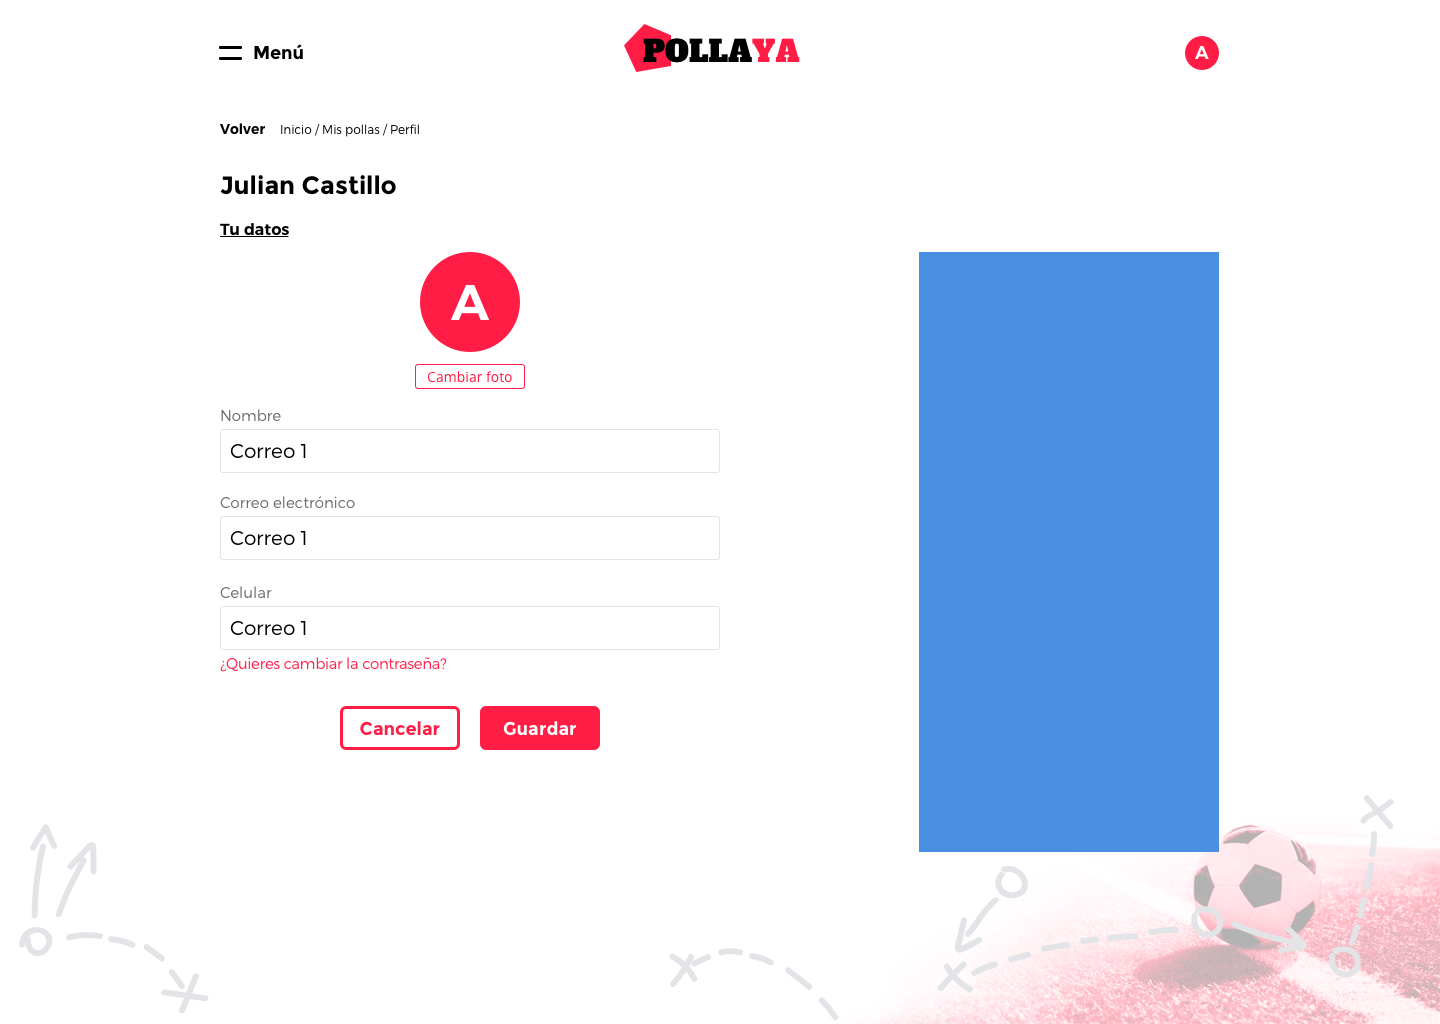 Menú
POLLAYA
A
Volver Inicio / Mis pollas / Perfil
Julian Castillo
Tu datos
A
Cambiar foto
Nombre
Correo 1
Correo electrónico
Correo 1
Celular
Correo 1
¿Quieres cambiar la contraseña?
Cancelar Guardar